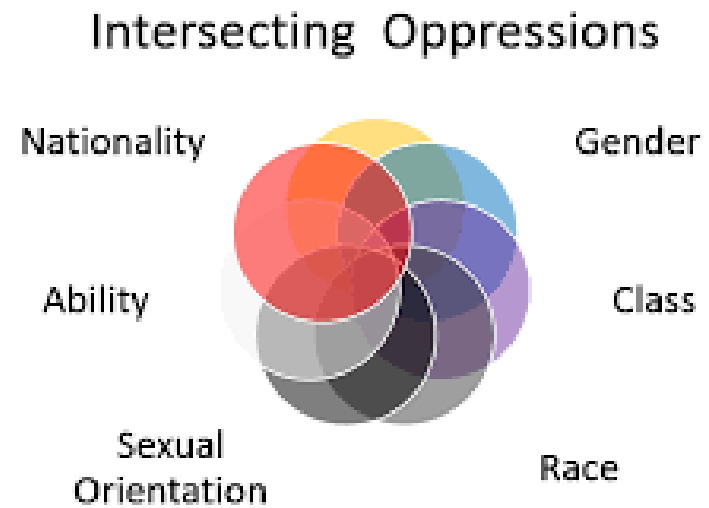 Intersecting Oppressions
Nationality
Gender
Ability
Class
Sexual
Orientation
Race